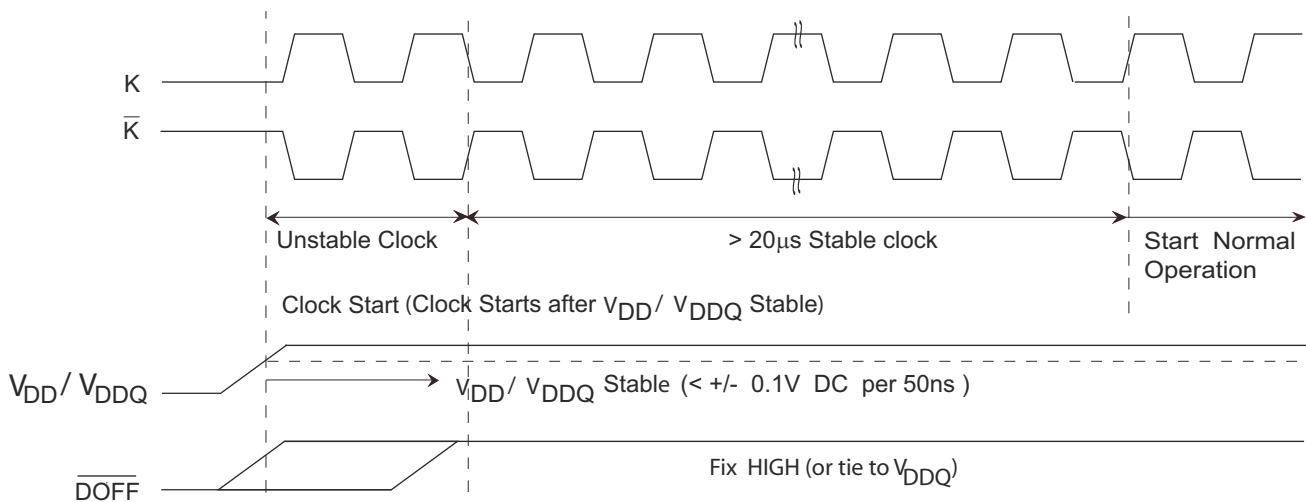 K
K̅
Unstable Clock
> 20μs Stable clock
Start Normal
Operation
Clock Start (Clock Starts after VDD / VDDQ Stable)
VDD / VDDQ
VDD / VDDQ Stable (< +/- 0.1V DC per 50ns )
D̅O̅F̅F̅
Fix HIGH (or tie to VDDQ)